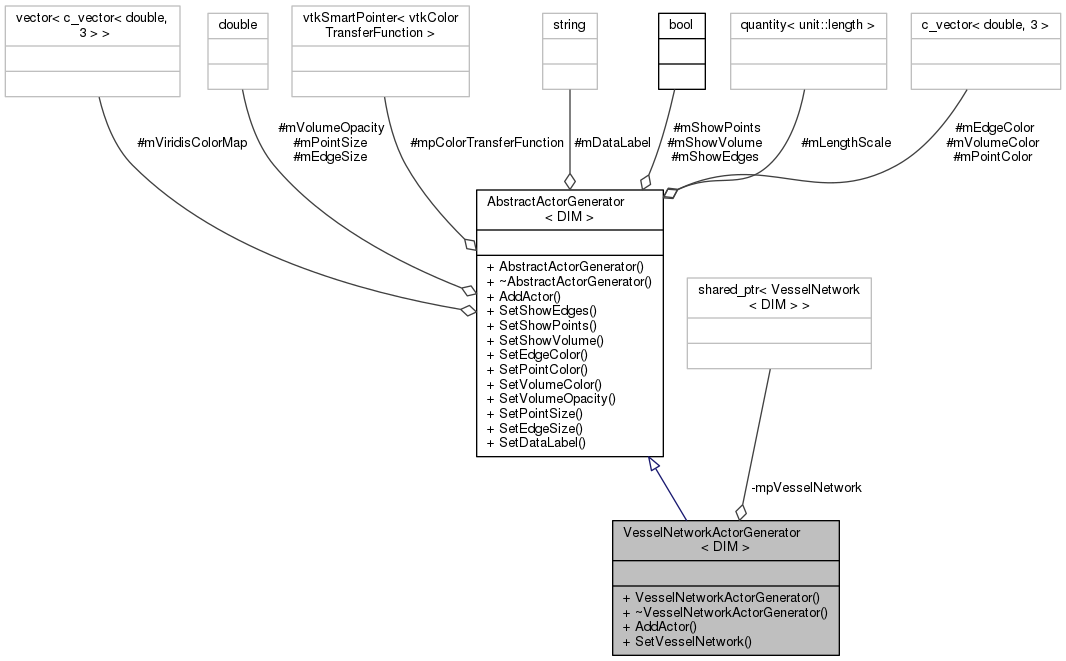 vector< c_vector< double,
3 > >
double
vtkSmartPointer< vtkColor
TransferFunction >
string
bool
quantity< unit::length >
c_vector< double, 3 >
#mViridisColorMap
#mVolumeOpacity
#mPointSize
#mEdgeSize
#mpColorTransferFunction
#mDataLabel
#mShowPoints
#mShowVolume
#mShowEdges
#mLengthScale
#mEdgeColor
#mVolumeColor
#mPointColor
AbstractActorGenerator
< DIM >
+ AbstractActorGenerator()
+ ~AbstractActorGenerator()
+ AddActor()
+ SetShowEdges()
+ SetShowPoints()
+ SetShowVolume()
+ SetEdgeColor()
+ SetPointColor()
+ SetVolumeColor()
+ SetVolumeOpacity()
+ SetPointSize()
+ SetEdgeSize()
+ SetDataLabel()
shared_ptr< VesselNetwork
< DIM > >
-mpVesselNetwork
VesselNetworkActorGenerator
< DIM >
+ VesselNetworkActorGenerator()
+ ~VesselNetworkActorGenerator()
+ AddActor()
+ SetVesselNetwork()